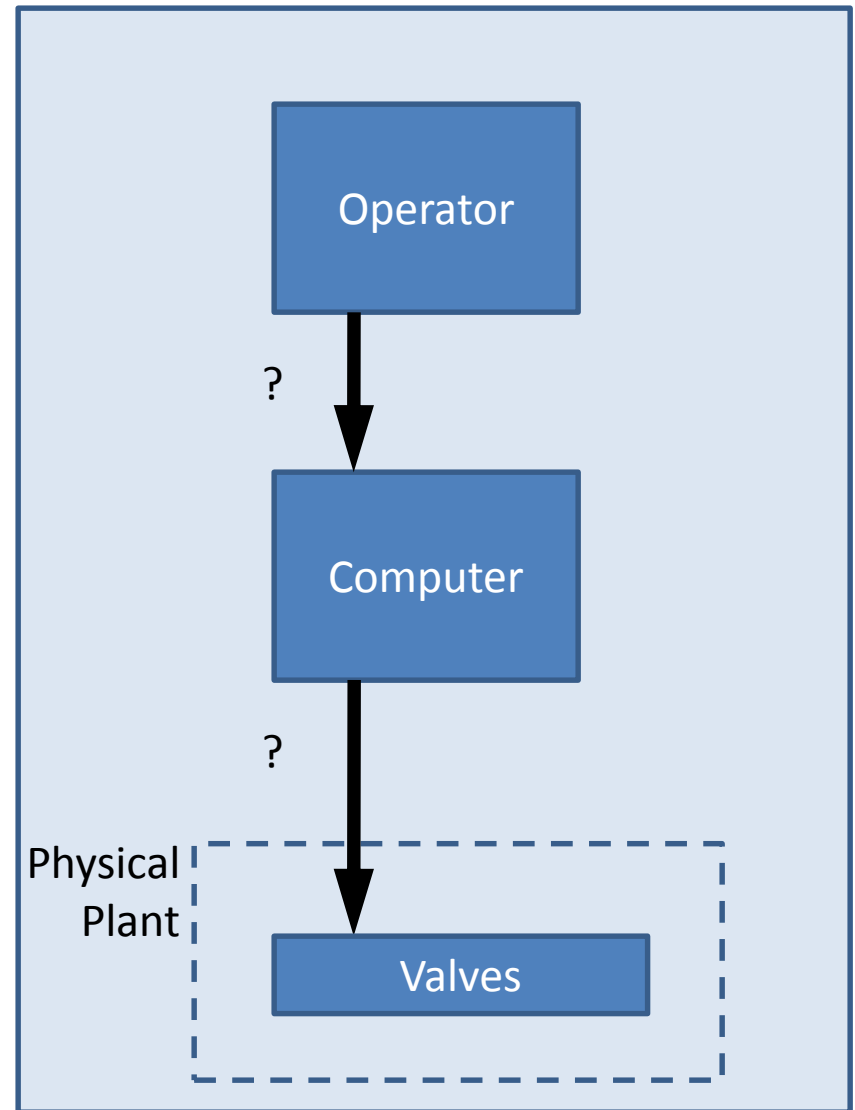 Operator
?
Computer
?
Physical
Plant
Valves